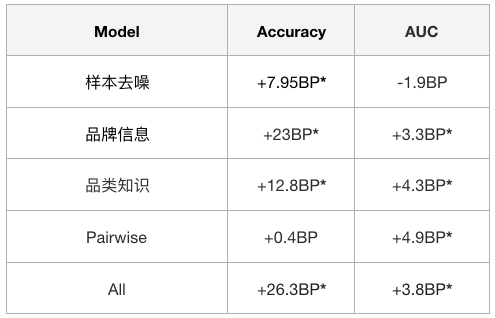 Model Accuracy AUC
样本去噪 +7.95BP* -1.9BP
品牌信息 +23BP* +3.3BP*
品类知识 +12.8BP* +4.3BP*
Pairwise +0.4BP +4.9BP*
All +26.3BP* +3.8BP*